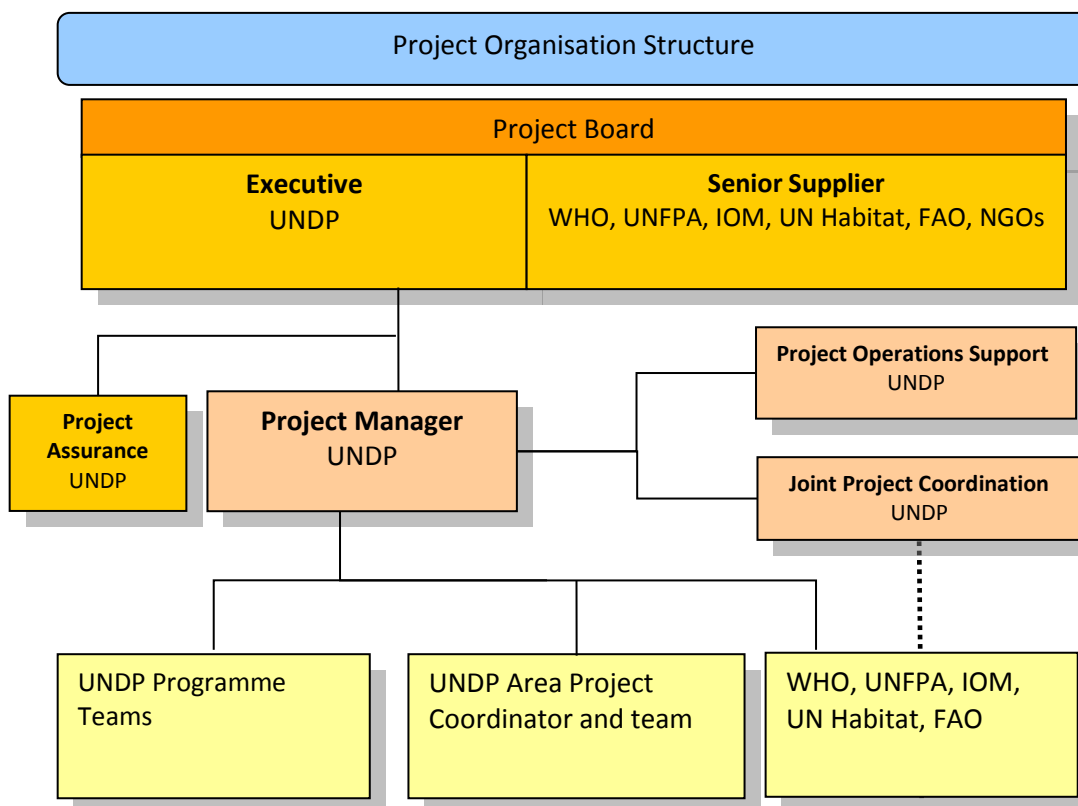 Project Organisation Structure
Project Board
Executive
UNDP
Senior Supplier
WHO, UNFPA, IOM, UN Habitat, FAO, NGOs
Project Operations Support
UNDP
Project
Assurance
UNDP
Project Manager
UNDP
Joint Project Coordination
UNDP
UNDP Programme
Teams
UNDP Area Project
Coordinator and team
WHO, UNFPA, IOM,
UN Habitat, FAO